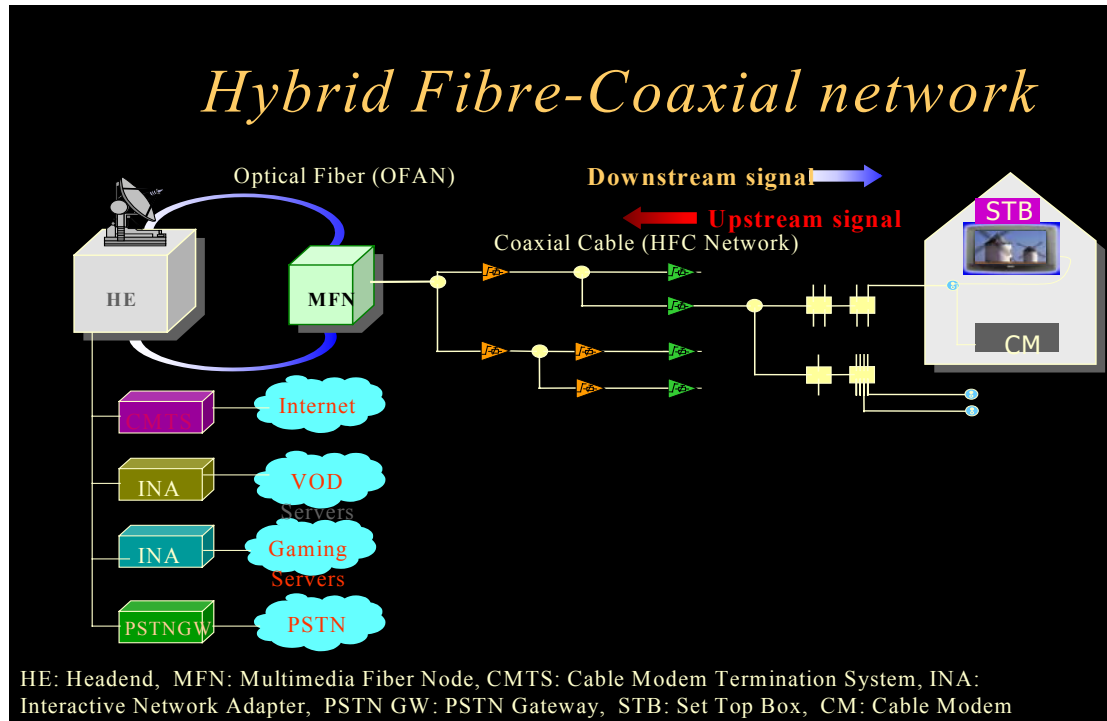 Hybrid Fibre-Coaxial network
Optical Fiber (OFAN)
Downstream signal
Upstream signal
Coaxial Cable (HFC Network)
STB
HE
MFN
CM
CMTS
Internet
INA
VOD
Servers
INA
Gaming
Servers
PSTNGW
PSTN
HE: Headend, MFN: Multimedia Fiber Node, CMTS: Cable Modem Termination System, INA:
Interactive Network Adapter, PSTN GW: PSTN Gateway, STB: Set Top Box, CM: Cable Modem